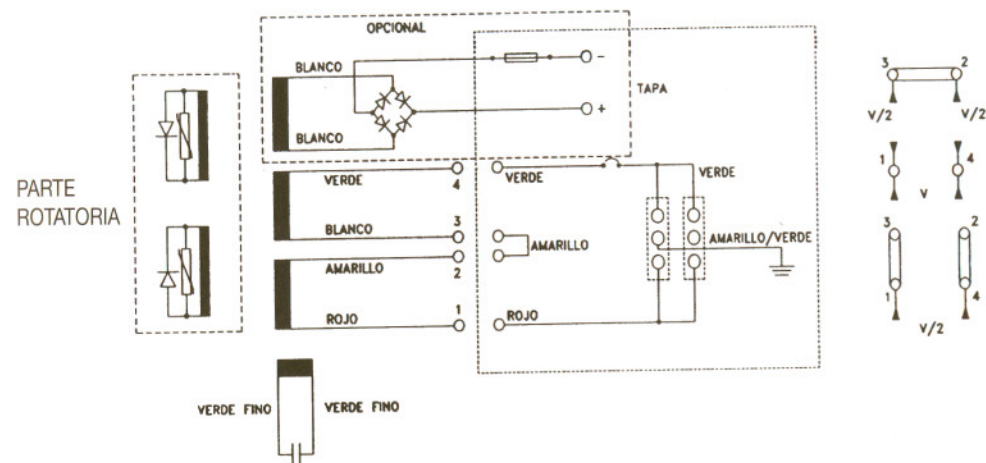 OPCIONAL
BLANCO
BLANCO
-
+
TAPA
PARTE
ROTATORIA
VERDE
4
BLANCO
3
AMARILLO
2
ROJO
1
VERDE
VERDE
AMARILLO
AMARILLO/VERDE
ROJO
VERDE FINO
VERDE FINO
3
2
V/2
V/2
1
4
V
3
2
1
4
V/2